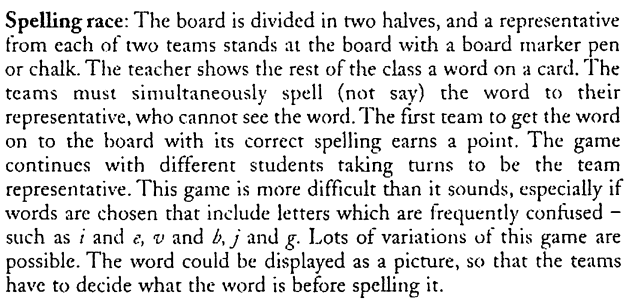 Spelling race: The board is divided in two halves, and a representative
from each of two teams stands at the board with a board marker pen
or chalk. The teacher shows the rest of the class a word on a card. The
teams must simultaneously spell (not say) the word to their
representative, who cannot see the word. The first team to get the word
on to the board with its correct spelling earns a point. The game
continues with different students taking turns to be the team
representative. This game is more difficult than it sounds, especially if
words are chosen that include letters which are frequently confused –
such as i and e, v and b, j and g. Lots of variations of this game are
possible. The word could be displayed as a picture, so that the teams
have to decide what the word is before spelling it.